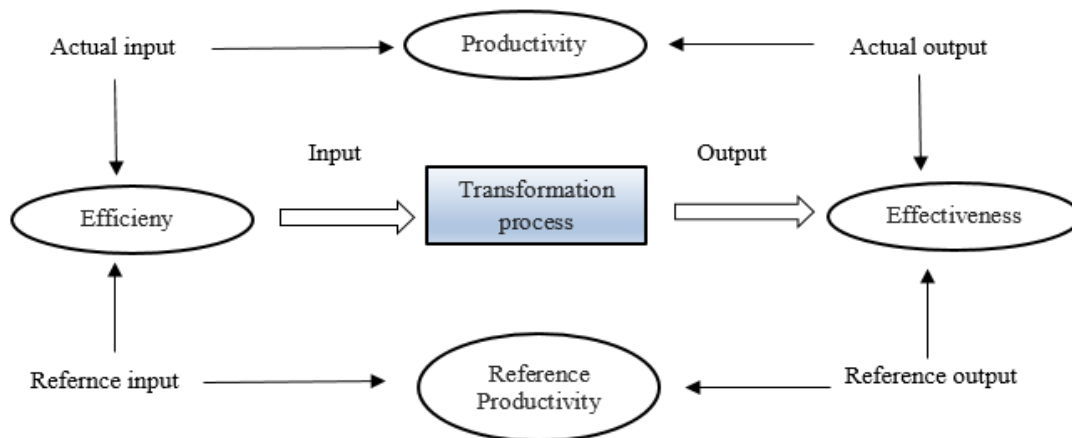 Actual input
Productivity
Actual output
Input
Output
Efficieny
Transformation
process
Effectiveness
Refernce input
Reference
Productivity
Reference output